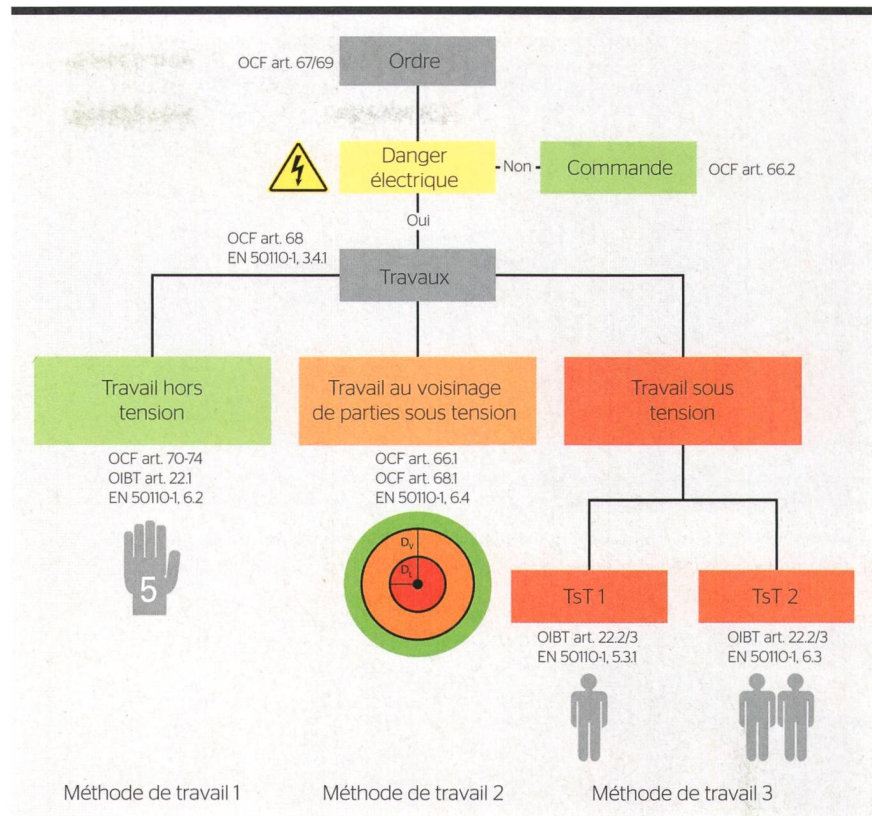 OCF art. 67/69
Ordre
Danger
électrique
Non
Commande
OCF art. 66.2
Oui
OCF art. 68
EN 50110-1, 3.4.1
Travaux
Travail hors
tension
Travail au voisinage
de parties sous tension
Travail sous
tension
OCF art. 70-74
OIBT art. 22.1
EN 50110-1, 6.2
OCF art. 66.1
OCF art. 68.1
EN 50110-1, 6.4
5
DV
DL
TsT 1
TsT 2
OIBT art. 22.2/3
EN 50110-1, 5.3.1
OIBT art. 22.2/3
EN 50110-1, 6.3
Méthode de travail 1
Méthode de travail 2
Méthode de travail 3